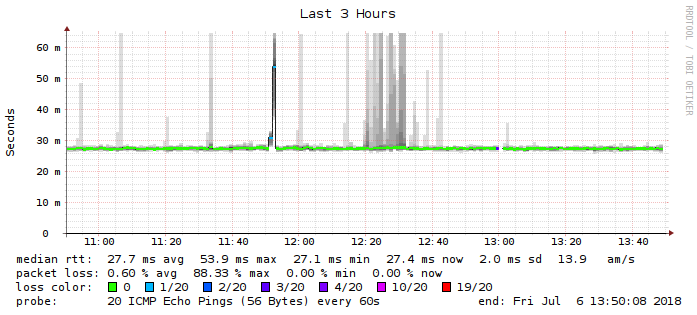 Last 3 Hours
RRDTOOL / TOBI OETIKER
Seconds
60 m
50 m
40 m
30 m
20 m
10 m
0
11:00 11:20 11:40 12:00 12:20 12:40 13:00 13:20 13:40
median rtt: 27.7 ms avg 53.9 ms max 27.1 ms min 27.4 ms now 2.0 ms sd 13.9 am/s
packet loss: 0.60 % avg 88.33 % max 0.00 % min 0.00 % now
loss color: 0 1/20 2/20 3/20 4/20 10/20 19/20
probe: 20 ICMP Echo Pings (56 Bytes) every 60s end: Fri Jul 6 13:50:08 2018